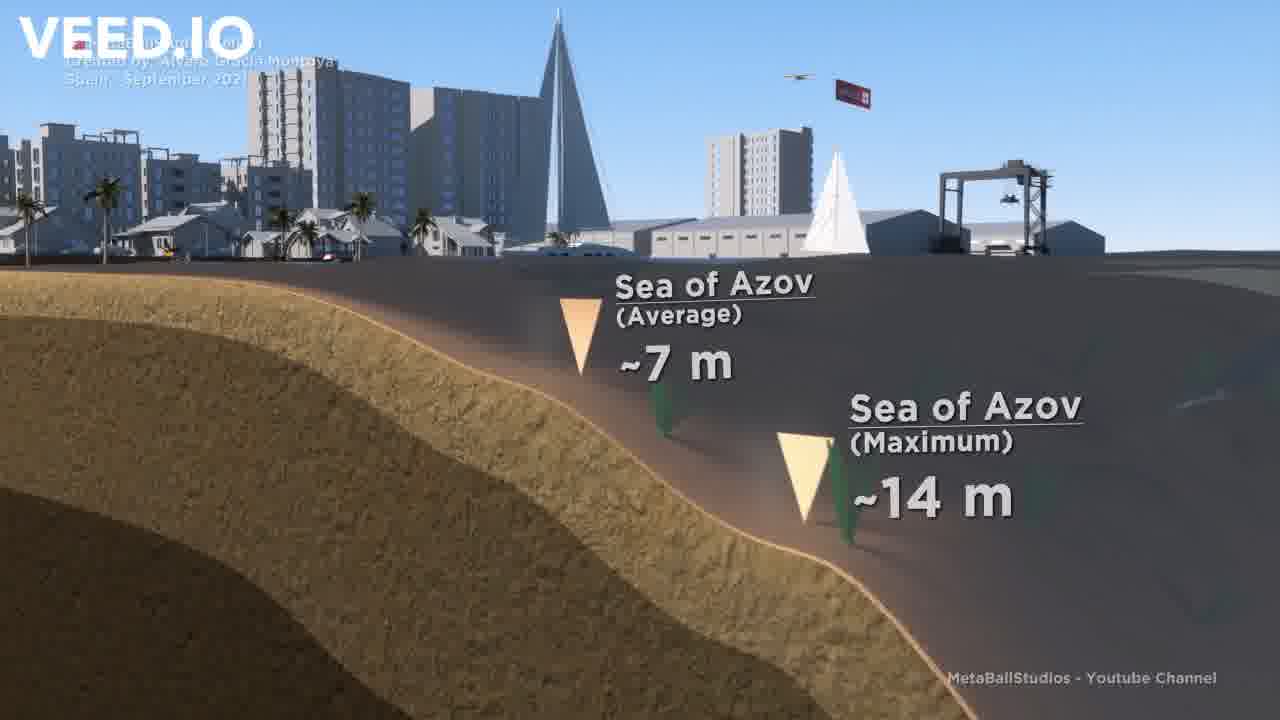 VEED.IO
Created by: Alvaro Gracia Montoya
Spain - September 202
Sea of Azov
(Average)
~7 m
Sea of Azov
(Maximum)
~14 m
MetaBallStudios - Youtube Channel